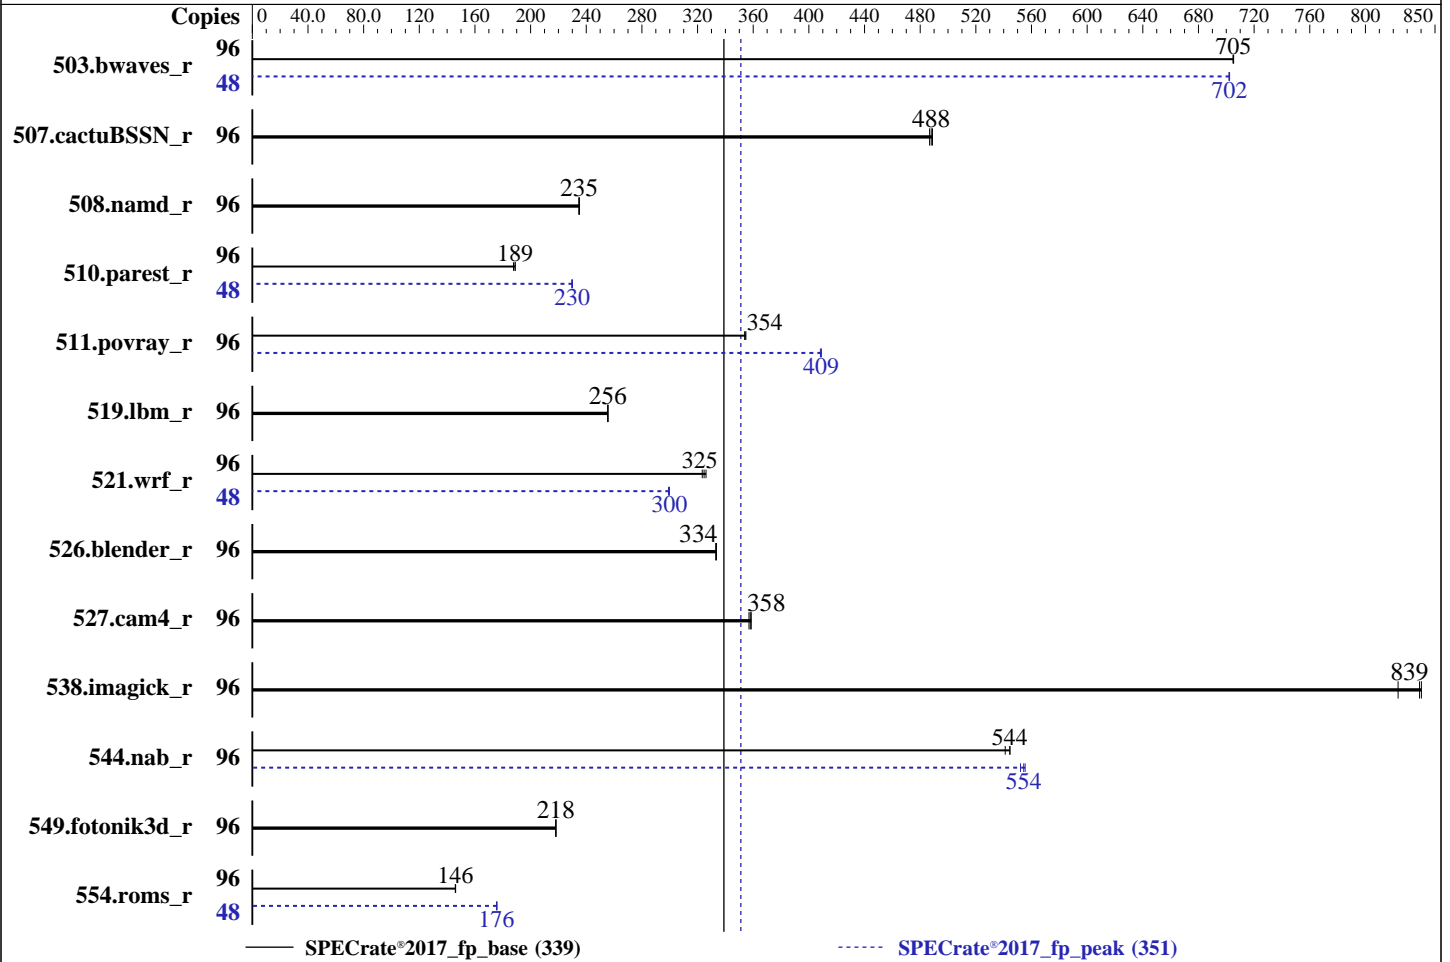 Copies 0 40.0 80.0 120 160 200 240 280 320 360 400 440 480 520 560 600 640 680 720 760 800 850
503.bwaves_r 96 705
48 702
507.cactuBSSN_r 96 488
508.namd_r 96 235
510.parest_r 96 189
48 230
511.povray_r 96 354
409
519.lbm_r 96 256
521.wrf_r 96 325
48 300
526.blender_r 96 334
527.cam4_r 96 358
538.imagick_r 96 839
544.nab_r 96 544
554
549.fotonik3d_r 96 218
554.roms_r 96 146
48 176
SPECrate®2017_fp_base (339) SPECrate®2017_fp_peak (351)